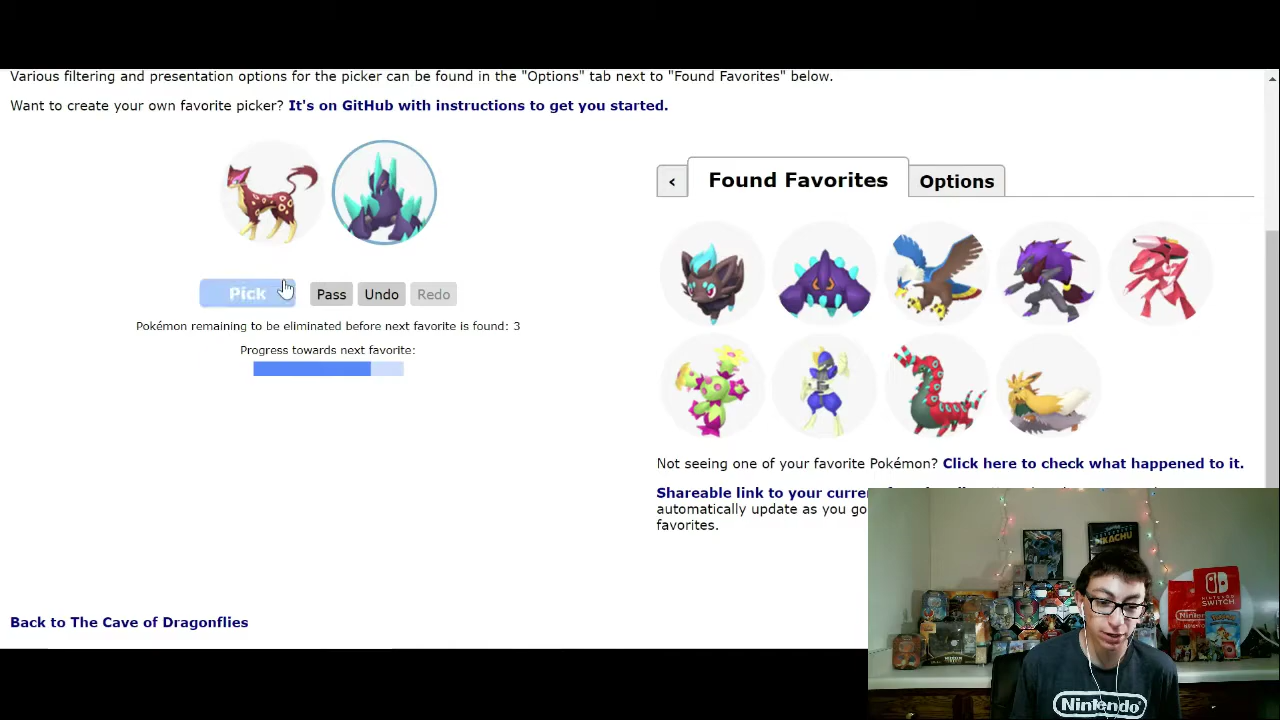 Various filtering and presentation options for the picker can be found in the "Options" tab next to "Found Favorites" below.
Want to create your own favorite picker? It's on GitHub with instructions to get you started.
Pick
Pass
Undo
Redo
Pokémon remaining to be eliminated before next favorite is found: 3
Progress towards next favorite:
Back to The Cave of Dragonflies
‹
Found Favorites
Options
Not seeing one of your favorite Pokémon? Click here to check what happened to it.
Shareable link to your curre
automatically update as you go
favorites.
PIKACHU
NINTENDO
SWITCH
Nintendo
Nintendo